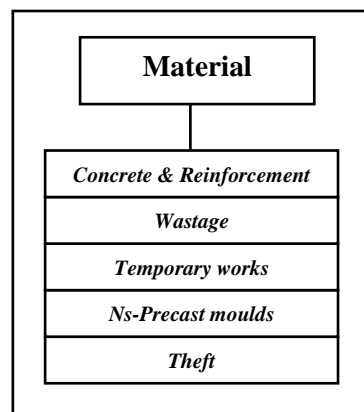 Material
Concrete & Reinforcement
Wastage
Temporary works
Ns-Precast moulds
Theft